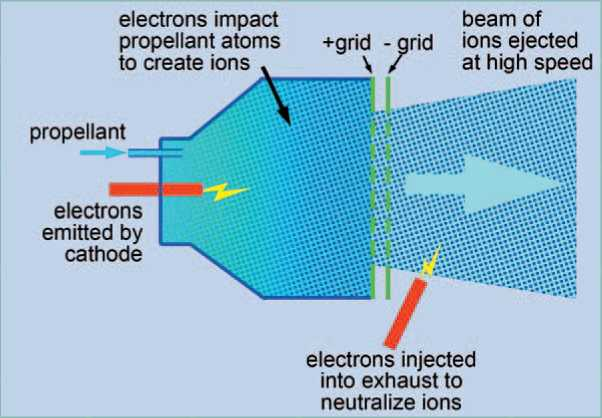 electrons impact
propellant atoms
to create ions
+grid - grid
beam of
ions ejected
at high speed
propellant
electrons
emitted by
cathode
electrons injected
into exhaust to
neutralize ions